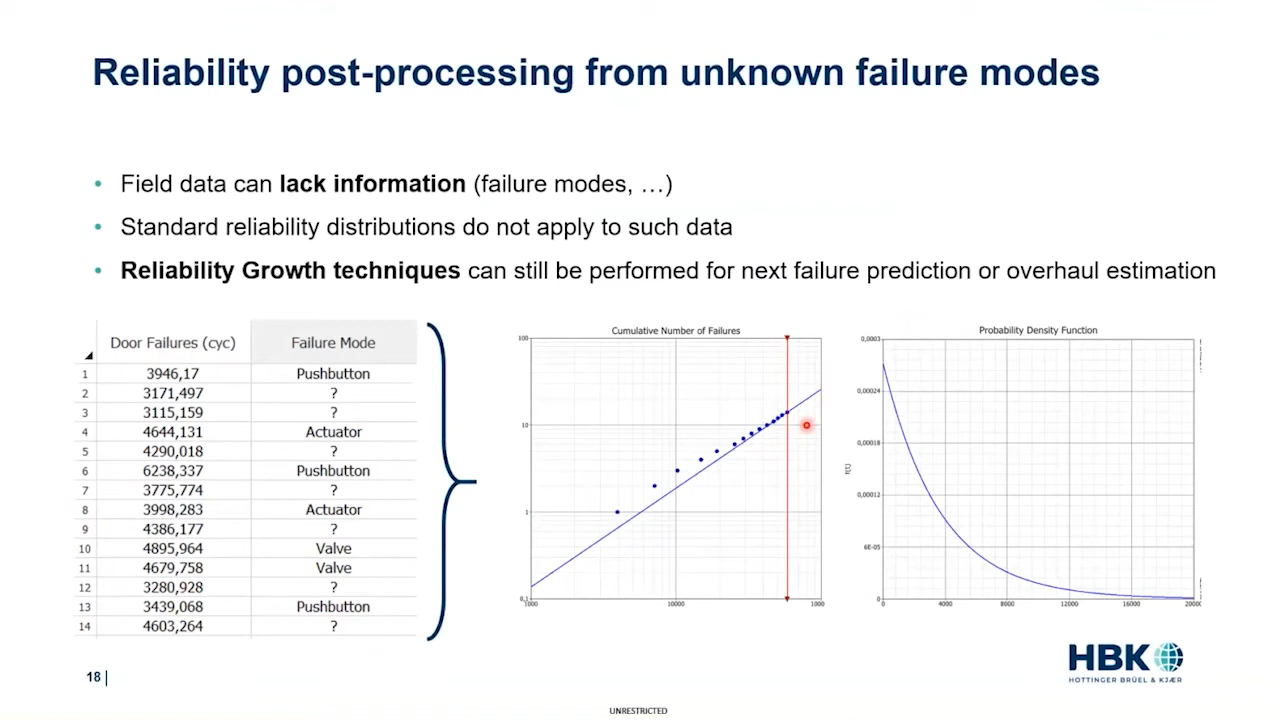 Reliability post-processing from unknown failure modes
• Field data can lack information (failure modes, …)
• Standard reliability distributions do not apply to such data
• Reliability Growth techniques can still be performed for next failure prediction or overhaul estimation
Door Failures (cyc) Failure Mode
1 3946,17 Pushbutton
2 3171,497 ?
3 3115,159 ?
4 4644,131 Actuator
5 4290,018 ?
6 6238,337 Pushbutton
7 3775,774 ?
8 3998,283 Actuator
9 4386,177 ?
10 4895,964 Valve
11 4679,758 Valve
12 3280,928 ?
13 3439,068 Pushbutton
14 4603,264 ?
Cumulative Number of Failures
100
10
1
0,1
1000 10000 1000
Probability Density Function
0,0003
0,00024
0,00018
f(t)
0,00012
6E-05
0
0 4000 8000 12000 16000 20000
HBK
HOTTINGER BRÜEL & KJÆR
18 |
UNRESTRICTED